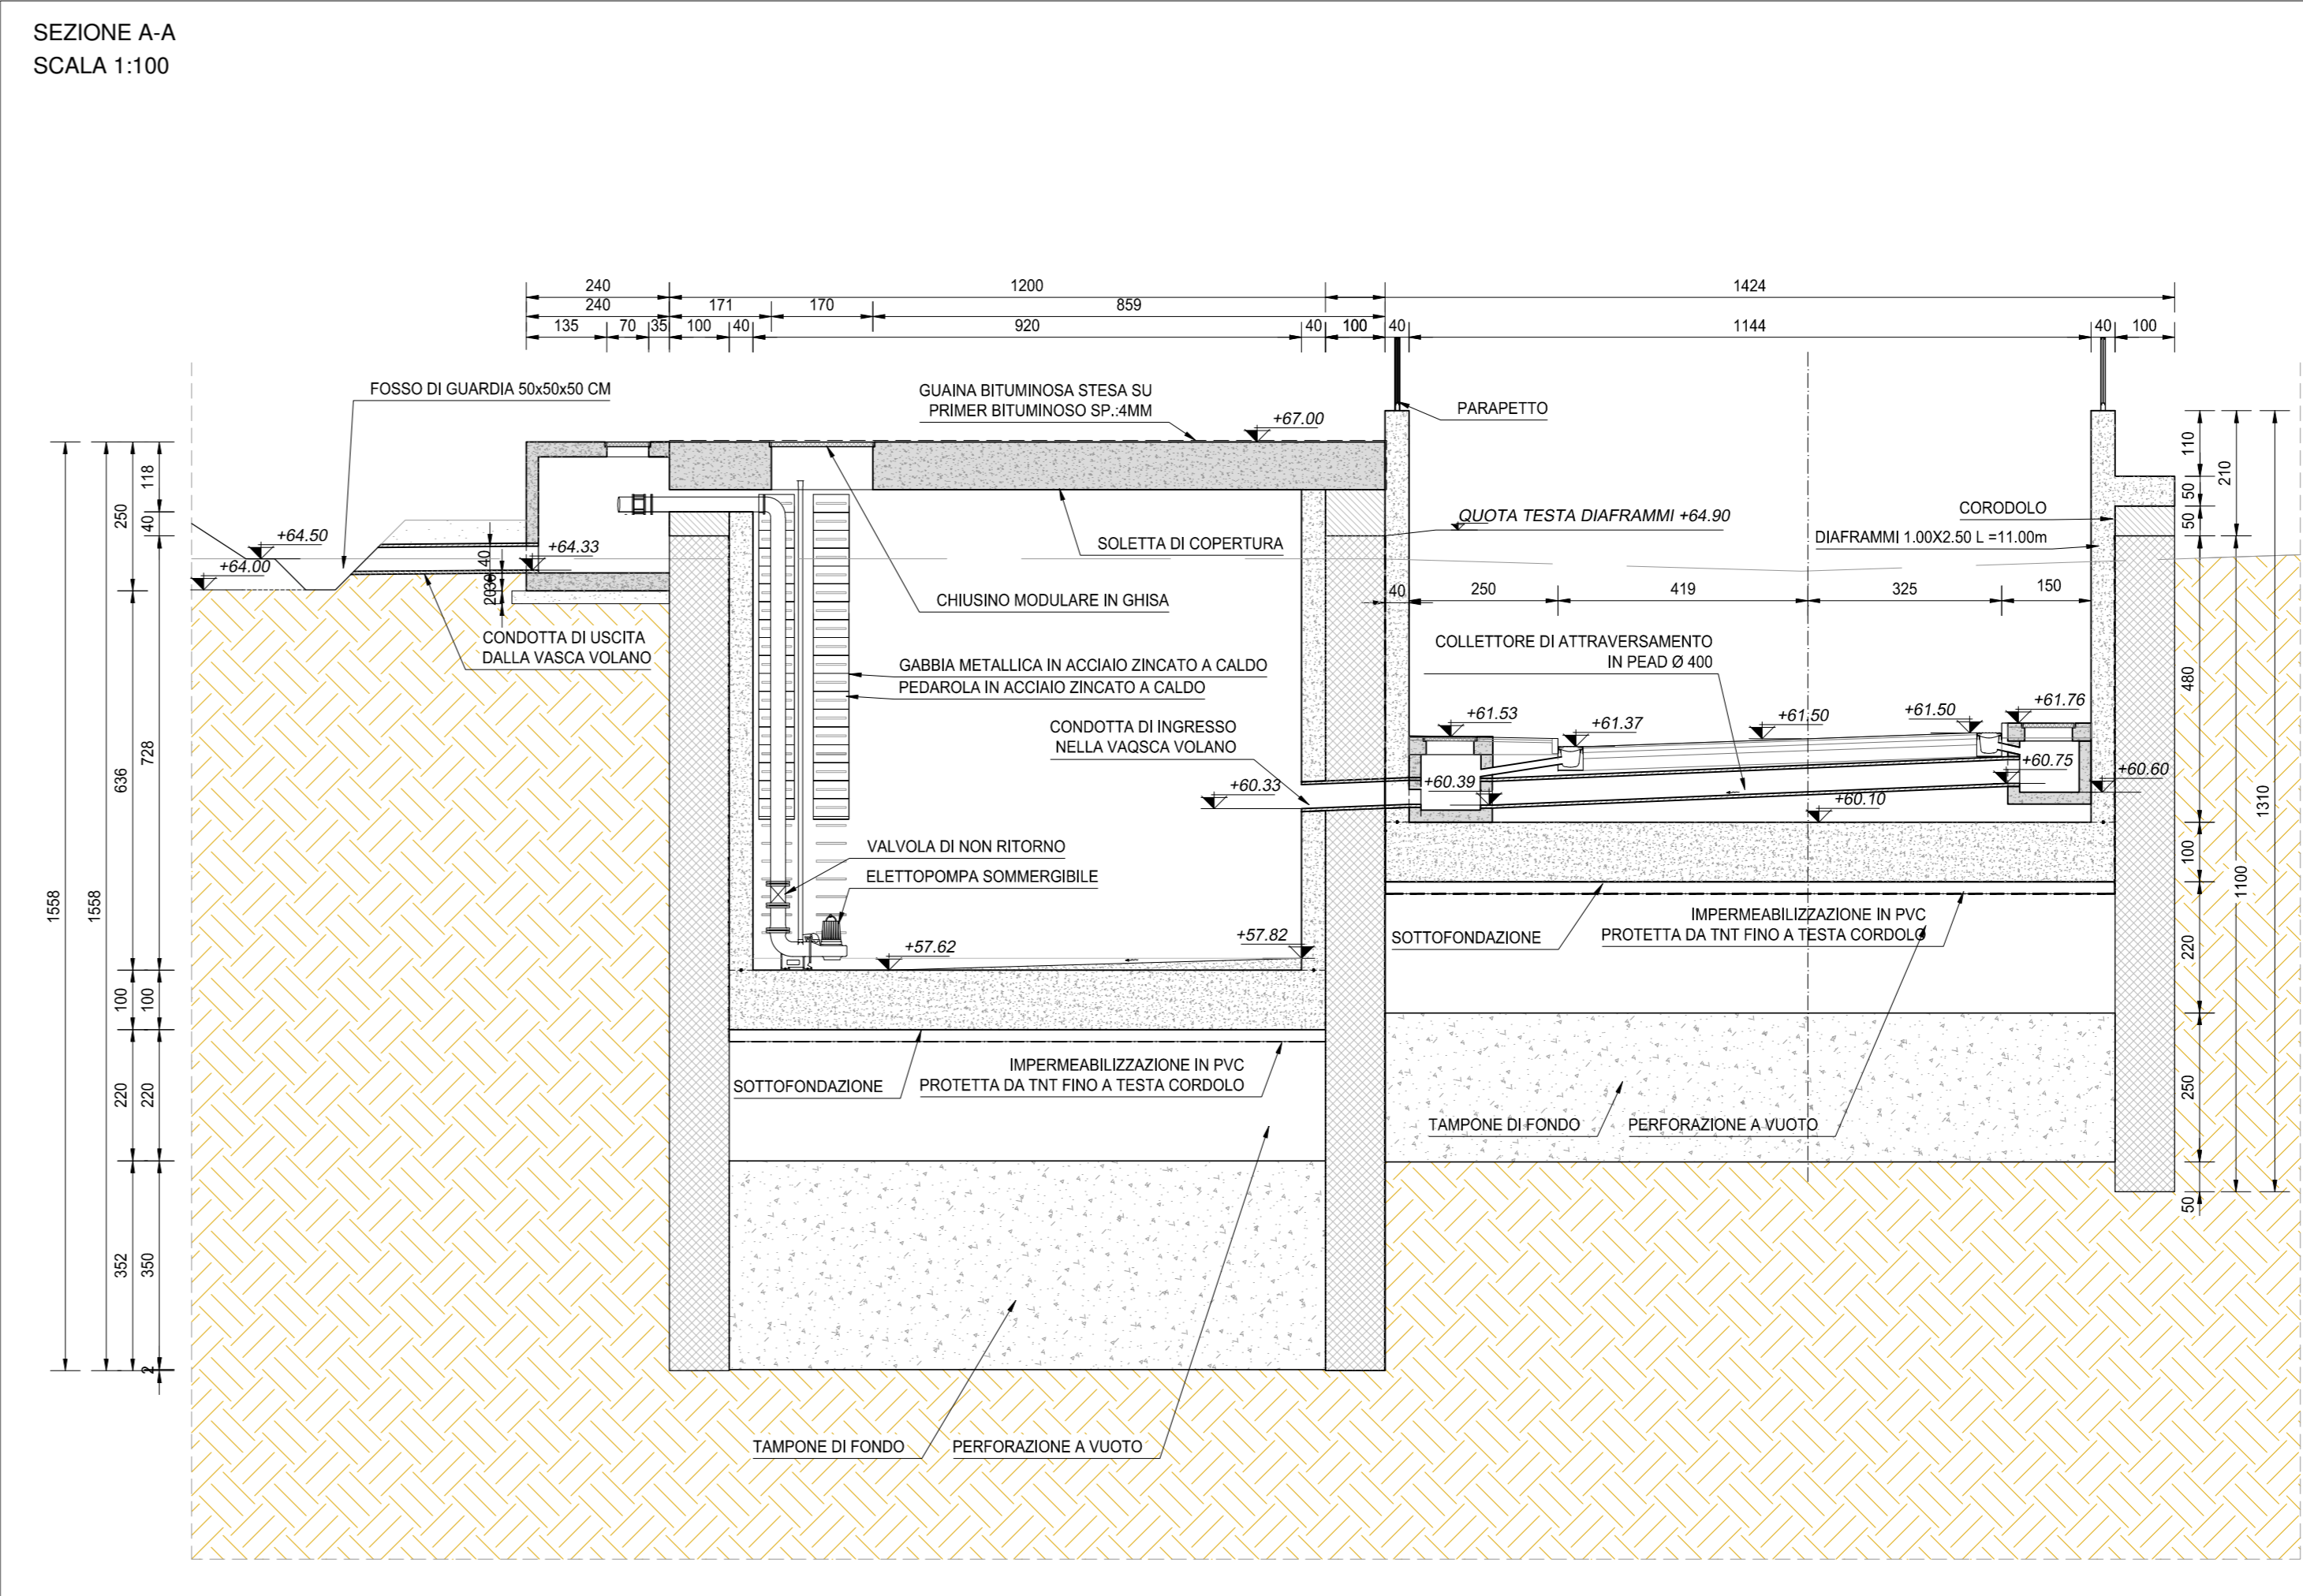 SEZIONE A-A
SCALA 1:100
240
1200
1424
240
171
170
859
135
70
35
100
40
920
40
100
40
1144
40
100
FOSSO DI GUARDIA 50x50x50 CM
GUAINA BITUMINOSA STESA SU
PRIMER BITUMINOSO SP.:4MM
+67.00
PARAPETTO
118
250
40
110
210
50
50
CORODOLO
QUOTA TESTA DIAFRAMMI +64.90
DIAFRAMMI 1.00X2.50 L =11.00m
SOLETTA DI COPERTURA
+64.50
+64.00
+64.33
40
20
30
CHIUSINO MODULARE IN GHISA
40
250
419
325
150
CONDOTTA DI USCITA
DALLA VASCA VOLANO
COLLETTORE DI ATTRAVERSAMENTO
IN PEAD Ø 400
GABBIA METALLICA IN ACCIAIO ZINCATO A CALDO
PEDAROLA IN ACCIAIO ZINCATO A CALDO
CONDOTTA DI INGRESSO
NELLA VAQSCA VOLANO
480
+61.53
+61.37
+61.50
+61.50
+61.76
+60.33
+60.39
+60.10
+60.75
+60.60
728
636
1310
VALVOLA DI NON RITORNO
ELETTOPOMPA SOMMERGIBILE
100
1100
1558
1558
+57.62
+57.82
IMPERMEABILIZZAZIONE IN PVC
PROTETTA DA TNT FINO A TESTA CORDOLO
SOTTOFONDAZIONE
220
100
100
IMPERMEABILIZZAZIONE IN PVC
PROTETTA DA TNT FINO A TESTA CORDOLO
SOTTOFONDAZIONE
220
220
250
TAMPONE DI FONDO
PERFORAZIONE A VUOTO
50
352
350
2
TAMPONE DI FONDO
PERFORAZIONE A VUOTO